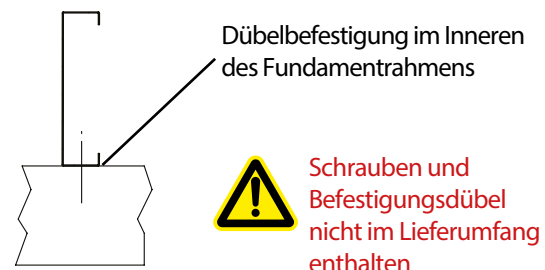 Dübelbefestigung im Inneren
des Fundamentrahmens
Schrauben und
Befestigungsdübel
nicht im Lieferumfang
enthalten